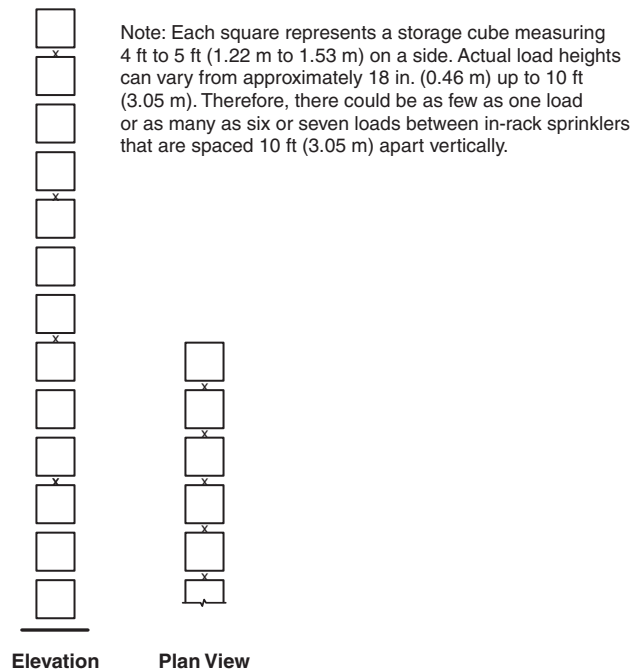 Note: Each square represents a storage cube measuring
4 ft to 5 ft (1.22 m to 1.53 m) on a side. Actual load heights
can vary from approximately 18 in. (0.46 m) up to 10 ft
(3.05 m). Therefore, there could be as few as one load
or as many as six or seven loads between in-rack sprinklers
that are spaced 10 ft (3.05 m) apart vertically.
x
x
x
x
x
x
x
x
x
Elevation Plan View